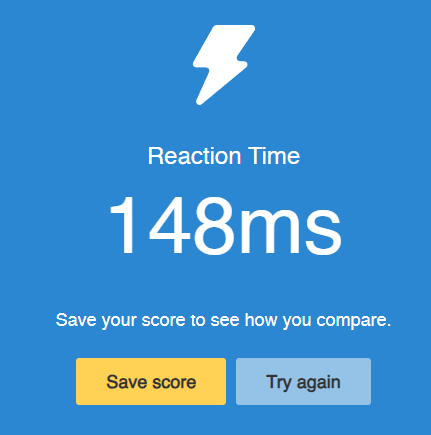 Reaction Time
148ms
Save your score to see how you compare.
Save score
Try again